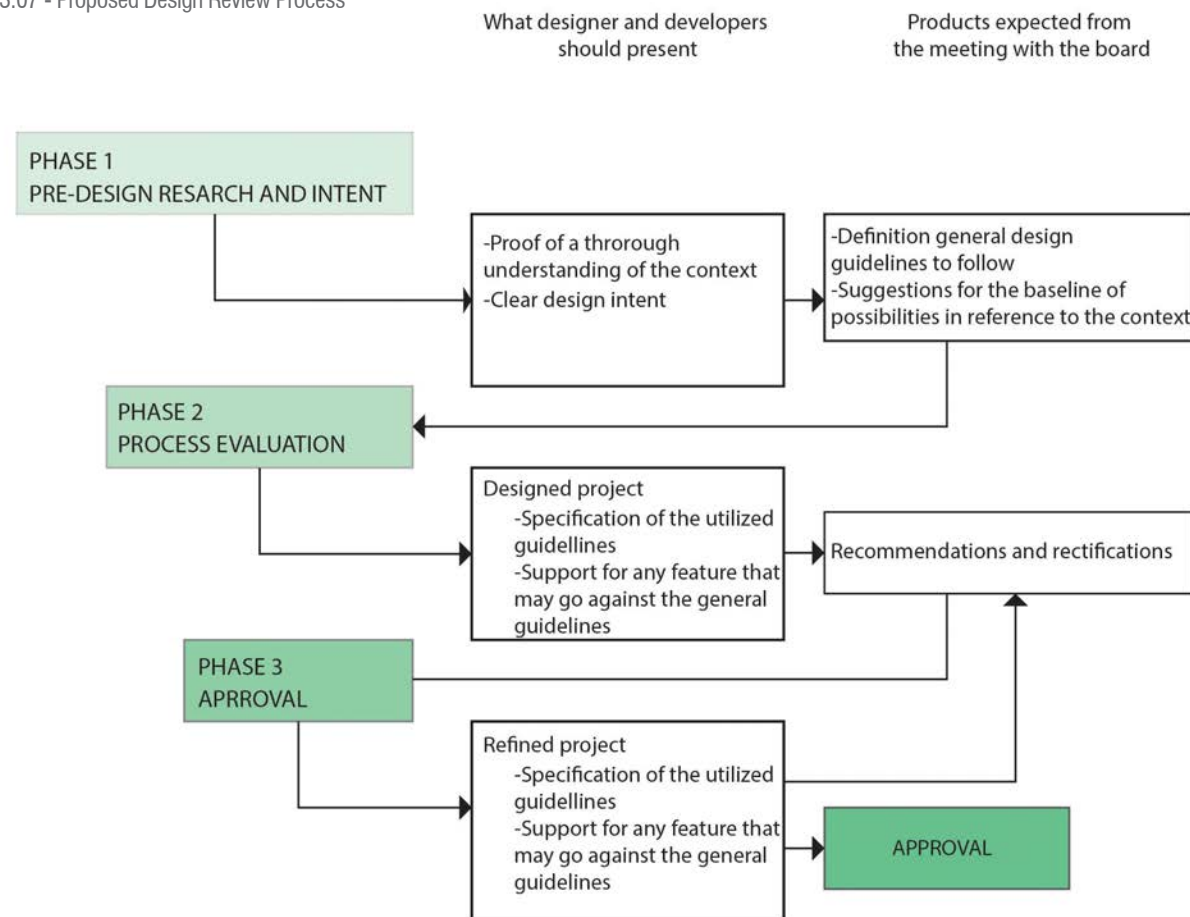 3.07 - Proposed Design Review Process
What designer and developers
should present
Products expected from
the meeting with the board
PHASE 1
PRE-DESIGN RESARCH AND INTENT
-Proof of a throrough
understanding of the context
-Clear design intent
-Definition general design
guidelines to follow
-Suggestions for the baseline of
possibilities in reference to the context
PHASE 2
PROCESS EVALUATION
Designed project
-Specification of the utilized
guidellines
-Support for any feature that
may go against the general
guidelines
Recommendations and rectifications
PHASE 3
APRROVAL
Refined project
-Specification of the utilized
guidellines
-Support for any feature that
may go against the general
guidelines
APPROVAL